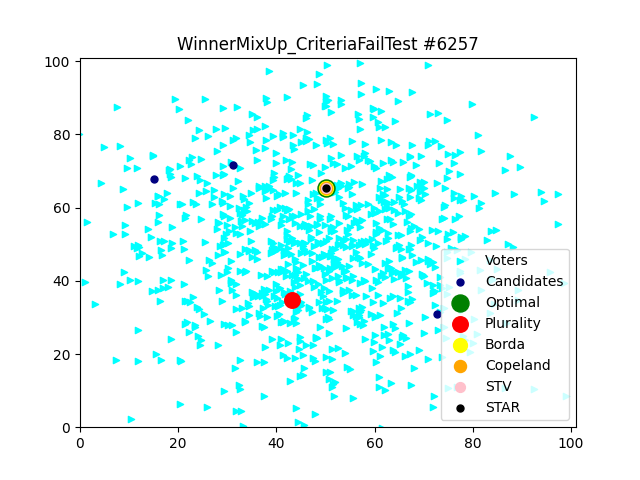 WinnerMixUp_CriteriaFailTest #6257
100
80
60
40
20
0
0
20
40
60
80
100
Voters
Candidates
Optimal
Plurality
Borda
Copeland
STV
STAR